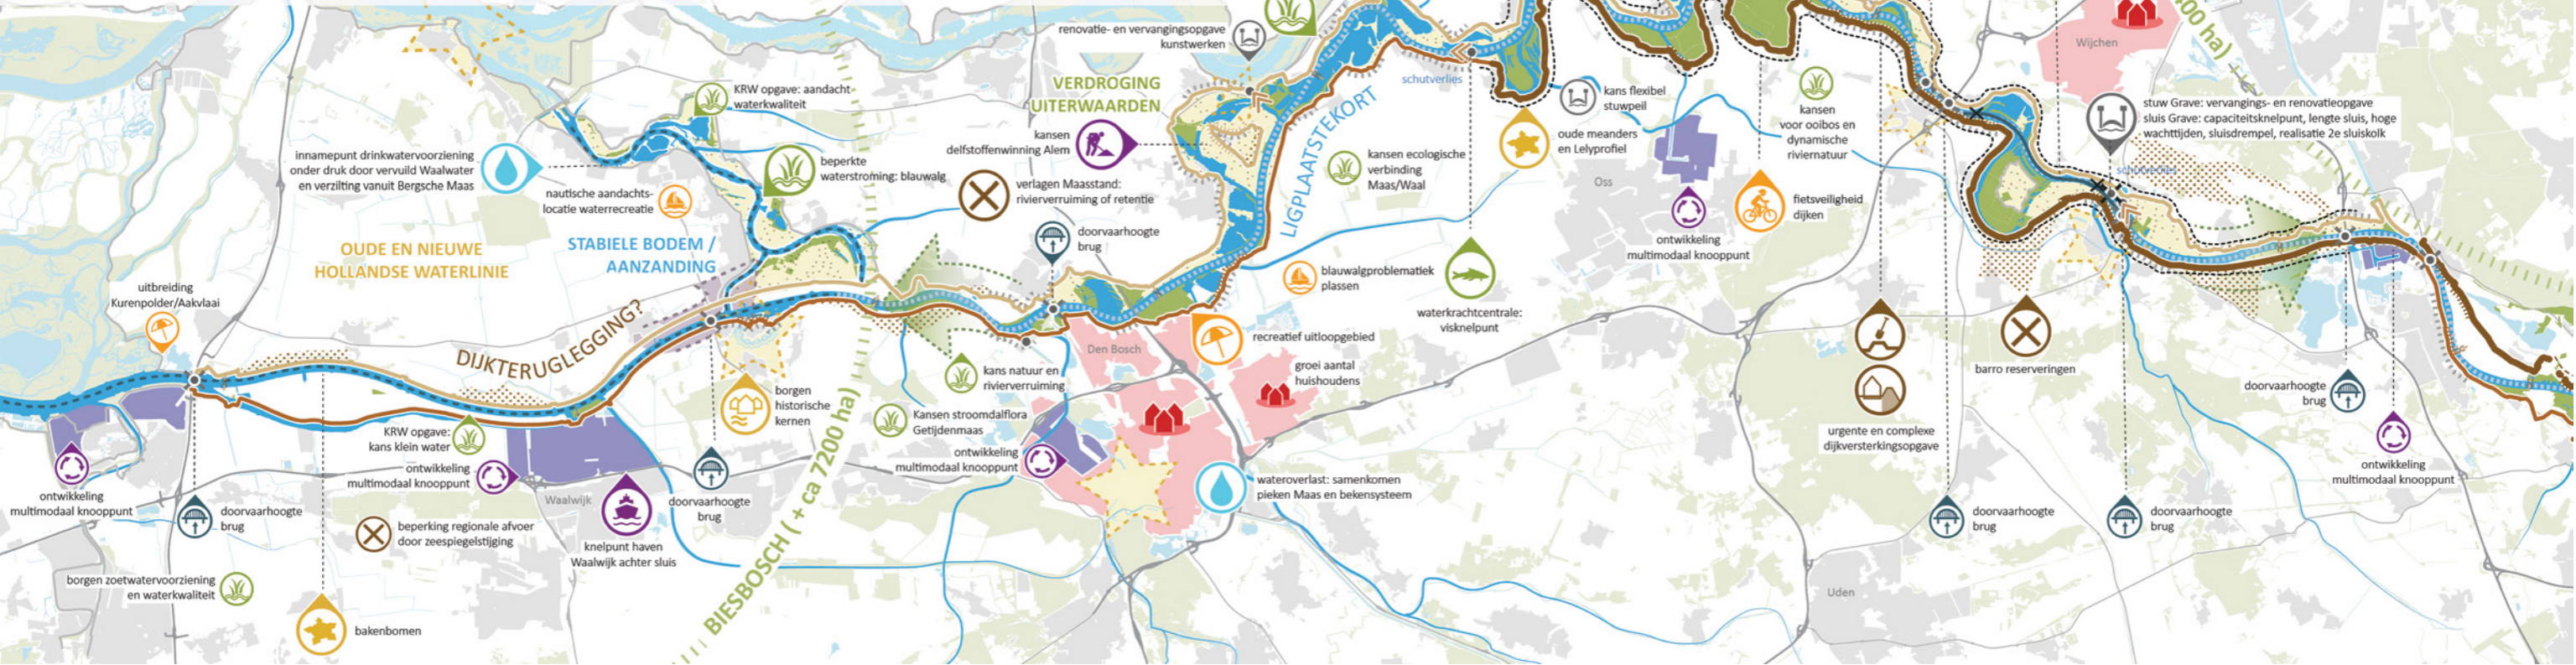 renovatie- en vervangingsopgave
kunstwerken
VERDROGING
UITERWAARDEN
kansen
delfstoffenwinning Alem
KRW opgave: aandacht
waterkwaliteit
innamepunt drinkwatervoorziening
onder druk door vervuild Waalwater
en verzilting vanuit Bergsche Maas
nautische aandachts-
locatie waterrecreatie
beperkte
waterstroming: blauwalg
verlagen Maasstand:
rivierverruiming of retentie
doorvaarhoogte
brug
OUDE EN NIEUWE
HOLLANDSE WATERLINIE
STABIELE BODEM /
AANZANDING
uitbreiding
Kurenpolder/Aakvlaai
DIJKTERUGLEGGING?
LIGPLAATSTEKORT
schutverlies
kans flexibel
stuwpeil
oude meanders
en Lelyprofiel
kansen ecologische
verbinding
Maas/Waal
Oss
kansen
voor ooibos en
dynamische
riviernatuur
fietsveiligheid
dijken
ontwikkeling
multimodaal knooppunt
Wijchen
00 ha)
stuw Grave: vervangings- en renovatieopgave
sluis Grave: capaciteitsknelpunt, lengte sluis, hoge
wachttijden, sluisdrempel, realisatie 2e sluiskolk
schutverlies
blauwalgproblematiek
plassen
waterkrachtcentrale:
visknelpunt
recreatief uitloopgebied
Den Bosch
groei aantal
huishoudens
kans natuur en
rivierverruiming
Kansen stroomdalflora
Getijdenmaas
ontwikkeling
multimodaal knooppunt
wateroverlast: samenkomen
pieken Maas en bekensysteem
borgen
historische
kernen
KRW opgave:
kans klein water
ontwikkeling
multimodaal knooppunt
Waalwijk
knelpunt haven
Waalwijk achter sluis
doorvaarhoogte
brug
BIESBOSCH ( + ca 7200 ha)
ontwikkeling
multimodaal knooppunt
doorvaarhoogte
brug
beperking regionale afvoer
door zeespiegelstijging
borgen zoetwatervoorziening
en waterkwaliteit
bakenbomen
urgente en complexe
dijkversterkingsopgave
barro reserveringen
doorvaarhoogte
brug
doorvaarhoogte
brug
doorvaarhoogte
brug
ontwikkeling
multimodaal knooppunt
Uden